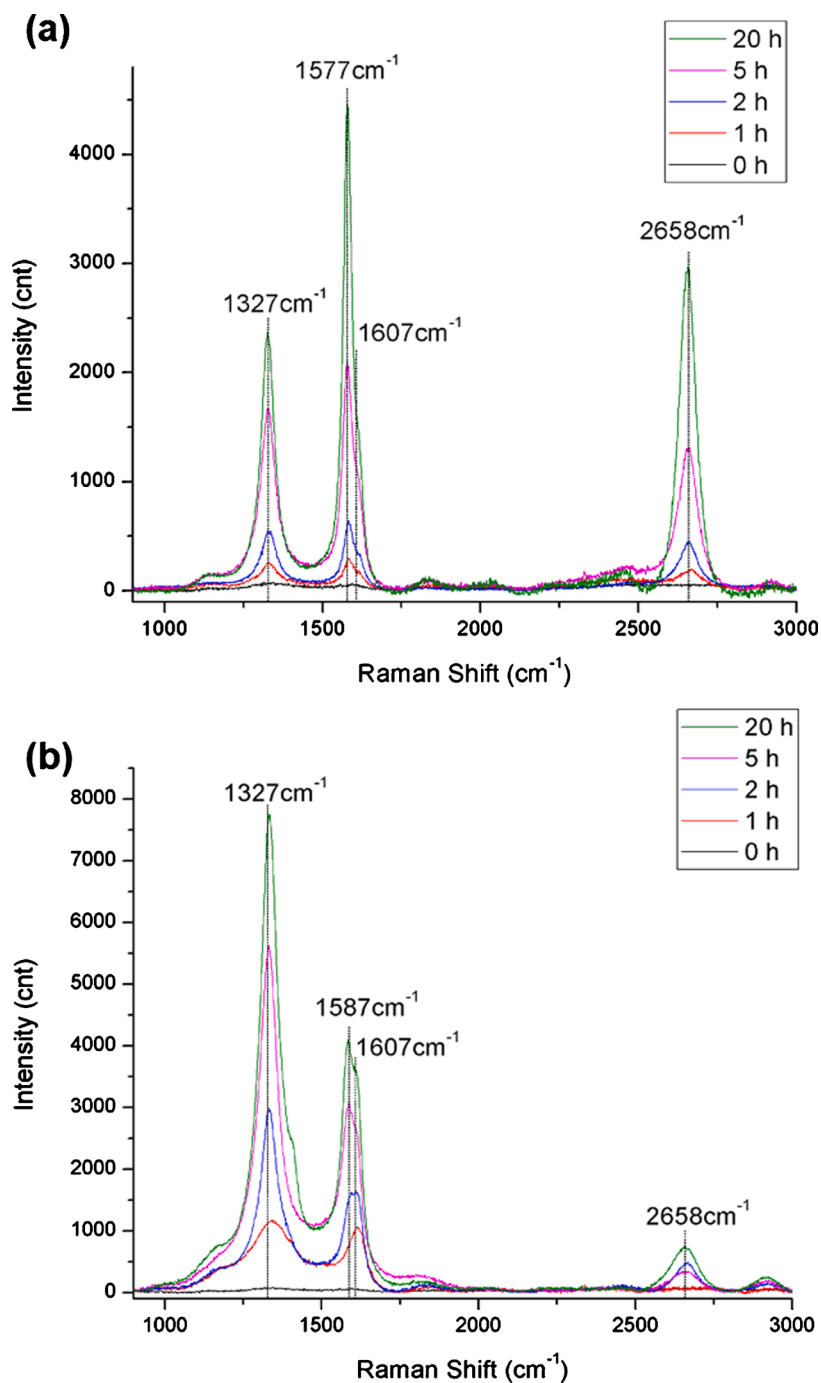 (a)
1577cm-1
20 h
5 h
2 h
1 h
0 h
2658cm-1
1327cm-1
1607cm-1
4000
3000
2000
1000
0
Intensity (cnt)
1000 1500 2000 2500 3000
Raman Shift (cm-1)
(b)
20 h
5 h
2 h
1 h
0 h
1327cm-1
1587cm-1
1607cm-1
2658cm-1
8000
7000
6000
5000
4000
3000
2000
1000
0
Intensity (cnt)
1000 1500 2000 2500 3000
Raman Shift (cm-1)